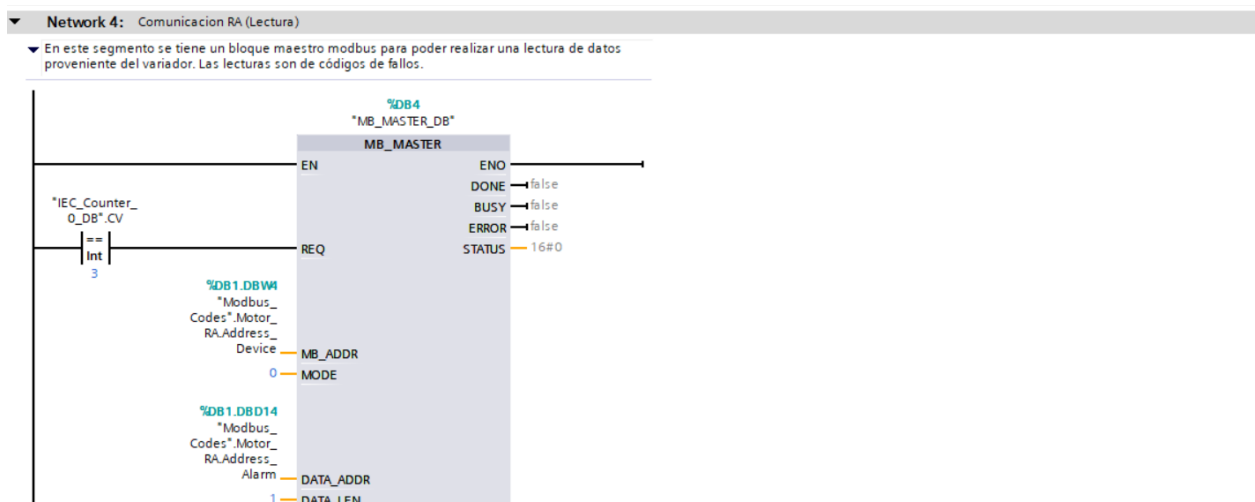 Network 4: Comunicacion RA (Lectura)
En este segmento se tiene un bloque maestro modbus para poder realizar una lectura de datos
proveniente del variador. Las lecturas son de códigos de fallos.
%DB4
"MB_MASTER_DB"
MB_MASTER
EN ENO
DONE false
"IEC_Counter_
0_DB".CV
BUSY false
ERROR false
==
Int
3
REQ STATUS 16#0
%DB1.DBW4
"Modbus_
Codes".Motor_
RA.Address_
Device MB_ADDR
0 MODE
%DB1.DBD14
"Modbus_
Codes".Motor_
RA.Address_
Alarm DATA_ADDR
1 DATA_LEN